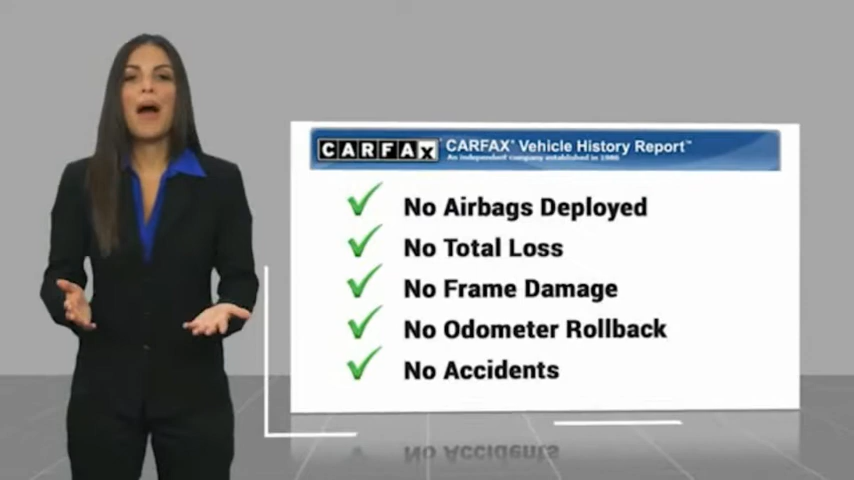 CARFAX CARFAX® Vehicle History Report™
An independent company established in 1986
No Airbags Deployed
No Total Loss
No Frame Damage
No Odometer Rollback
No Accidents
No Accidents